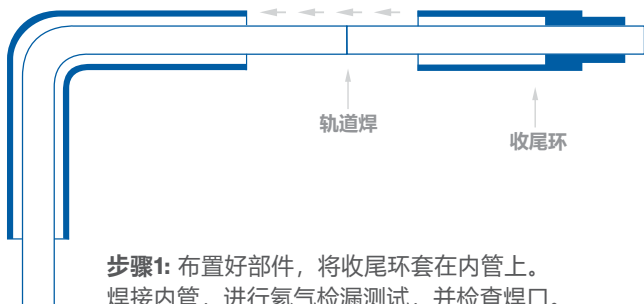 轨道焊
收尾环
步骤1: 布置好部件，将收尾环套在内管上。
焊接内管，进行氦气检漏测试，并检查焊口。